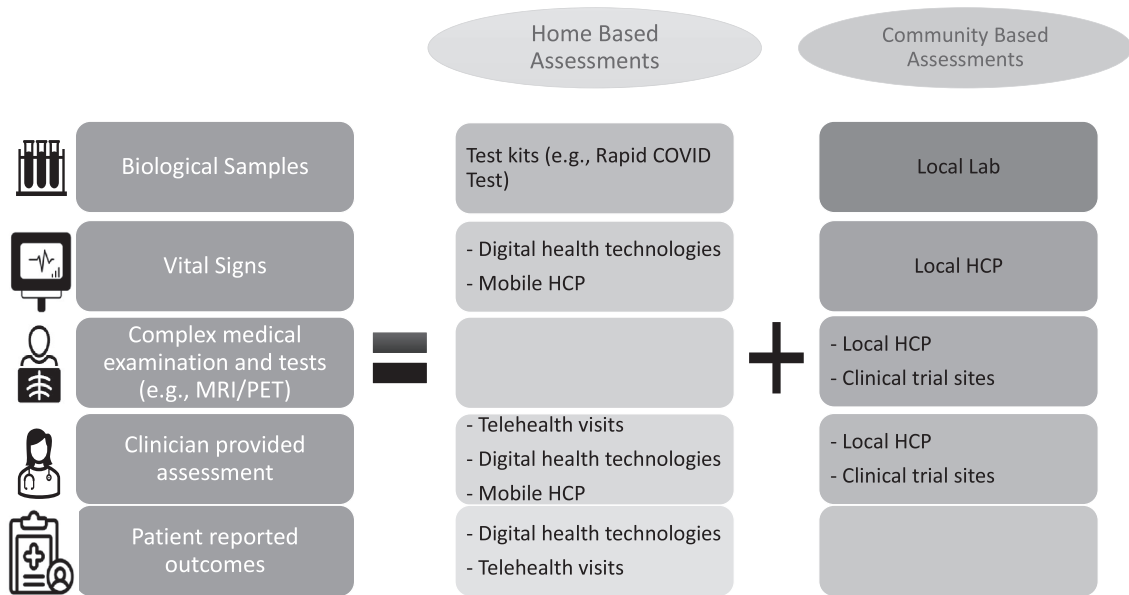 Home Based
Assessments
Community Based
Assessments
Biological Samples
Test kits (e.g., Rapid COVID
Test)
Local Lab
Vital Signs
- Digital health technologies
- Mobile HCP
Local HCP
Complex medical
examination and tests
(e.g., MRI/PET)
- Local HCP
- Clinical trial sites
Clinician provided
assessment
- Telehealth visits
- Digital health technologies
- Mobile HCP
- Local HCP
- Clinical trial sites
Patient reported
outcomes
- Digital health technologies
- Telehealth visits